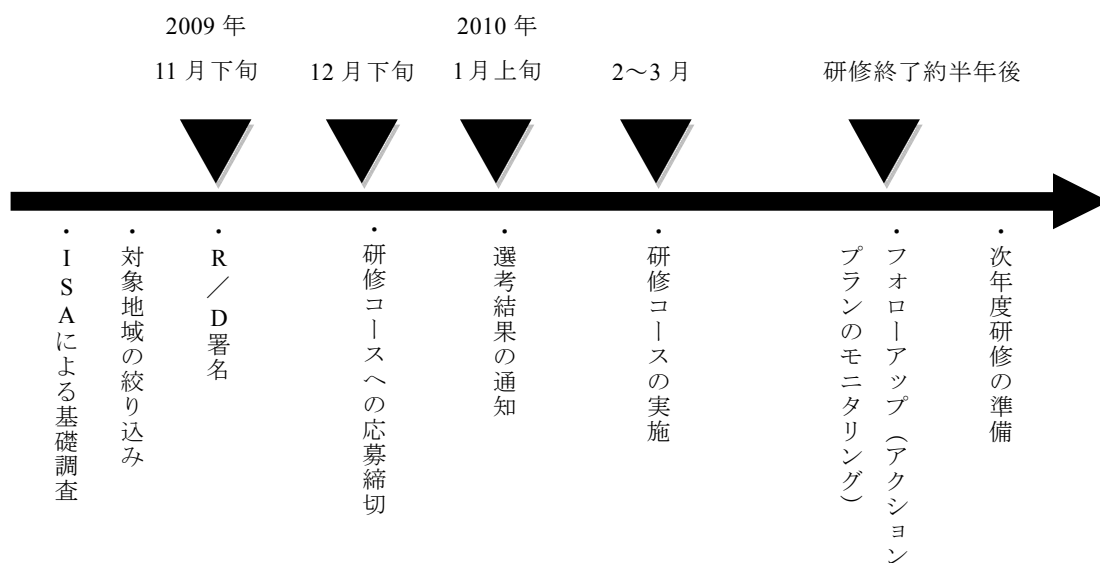 2009 年
11 月下旬
12 月下旬
2010
1月上旬
2～3 月
研修終了約半年後
・ISAによる基礎調査
・対象地域の絞り込み
・R／D署名
・研修コースへの応募締切
・選考結果の通知
・研修コースの実施
・フォローアップ（アクション
プランのモニタリング）
・次年度研修の準備